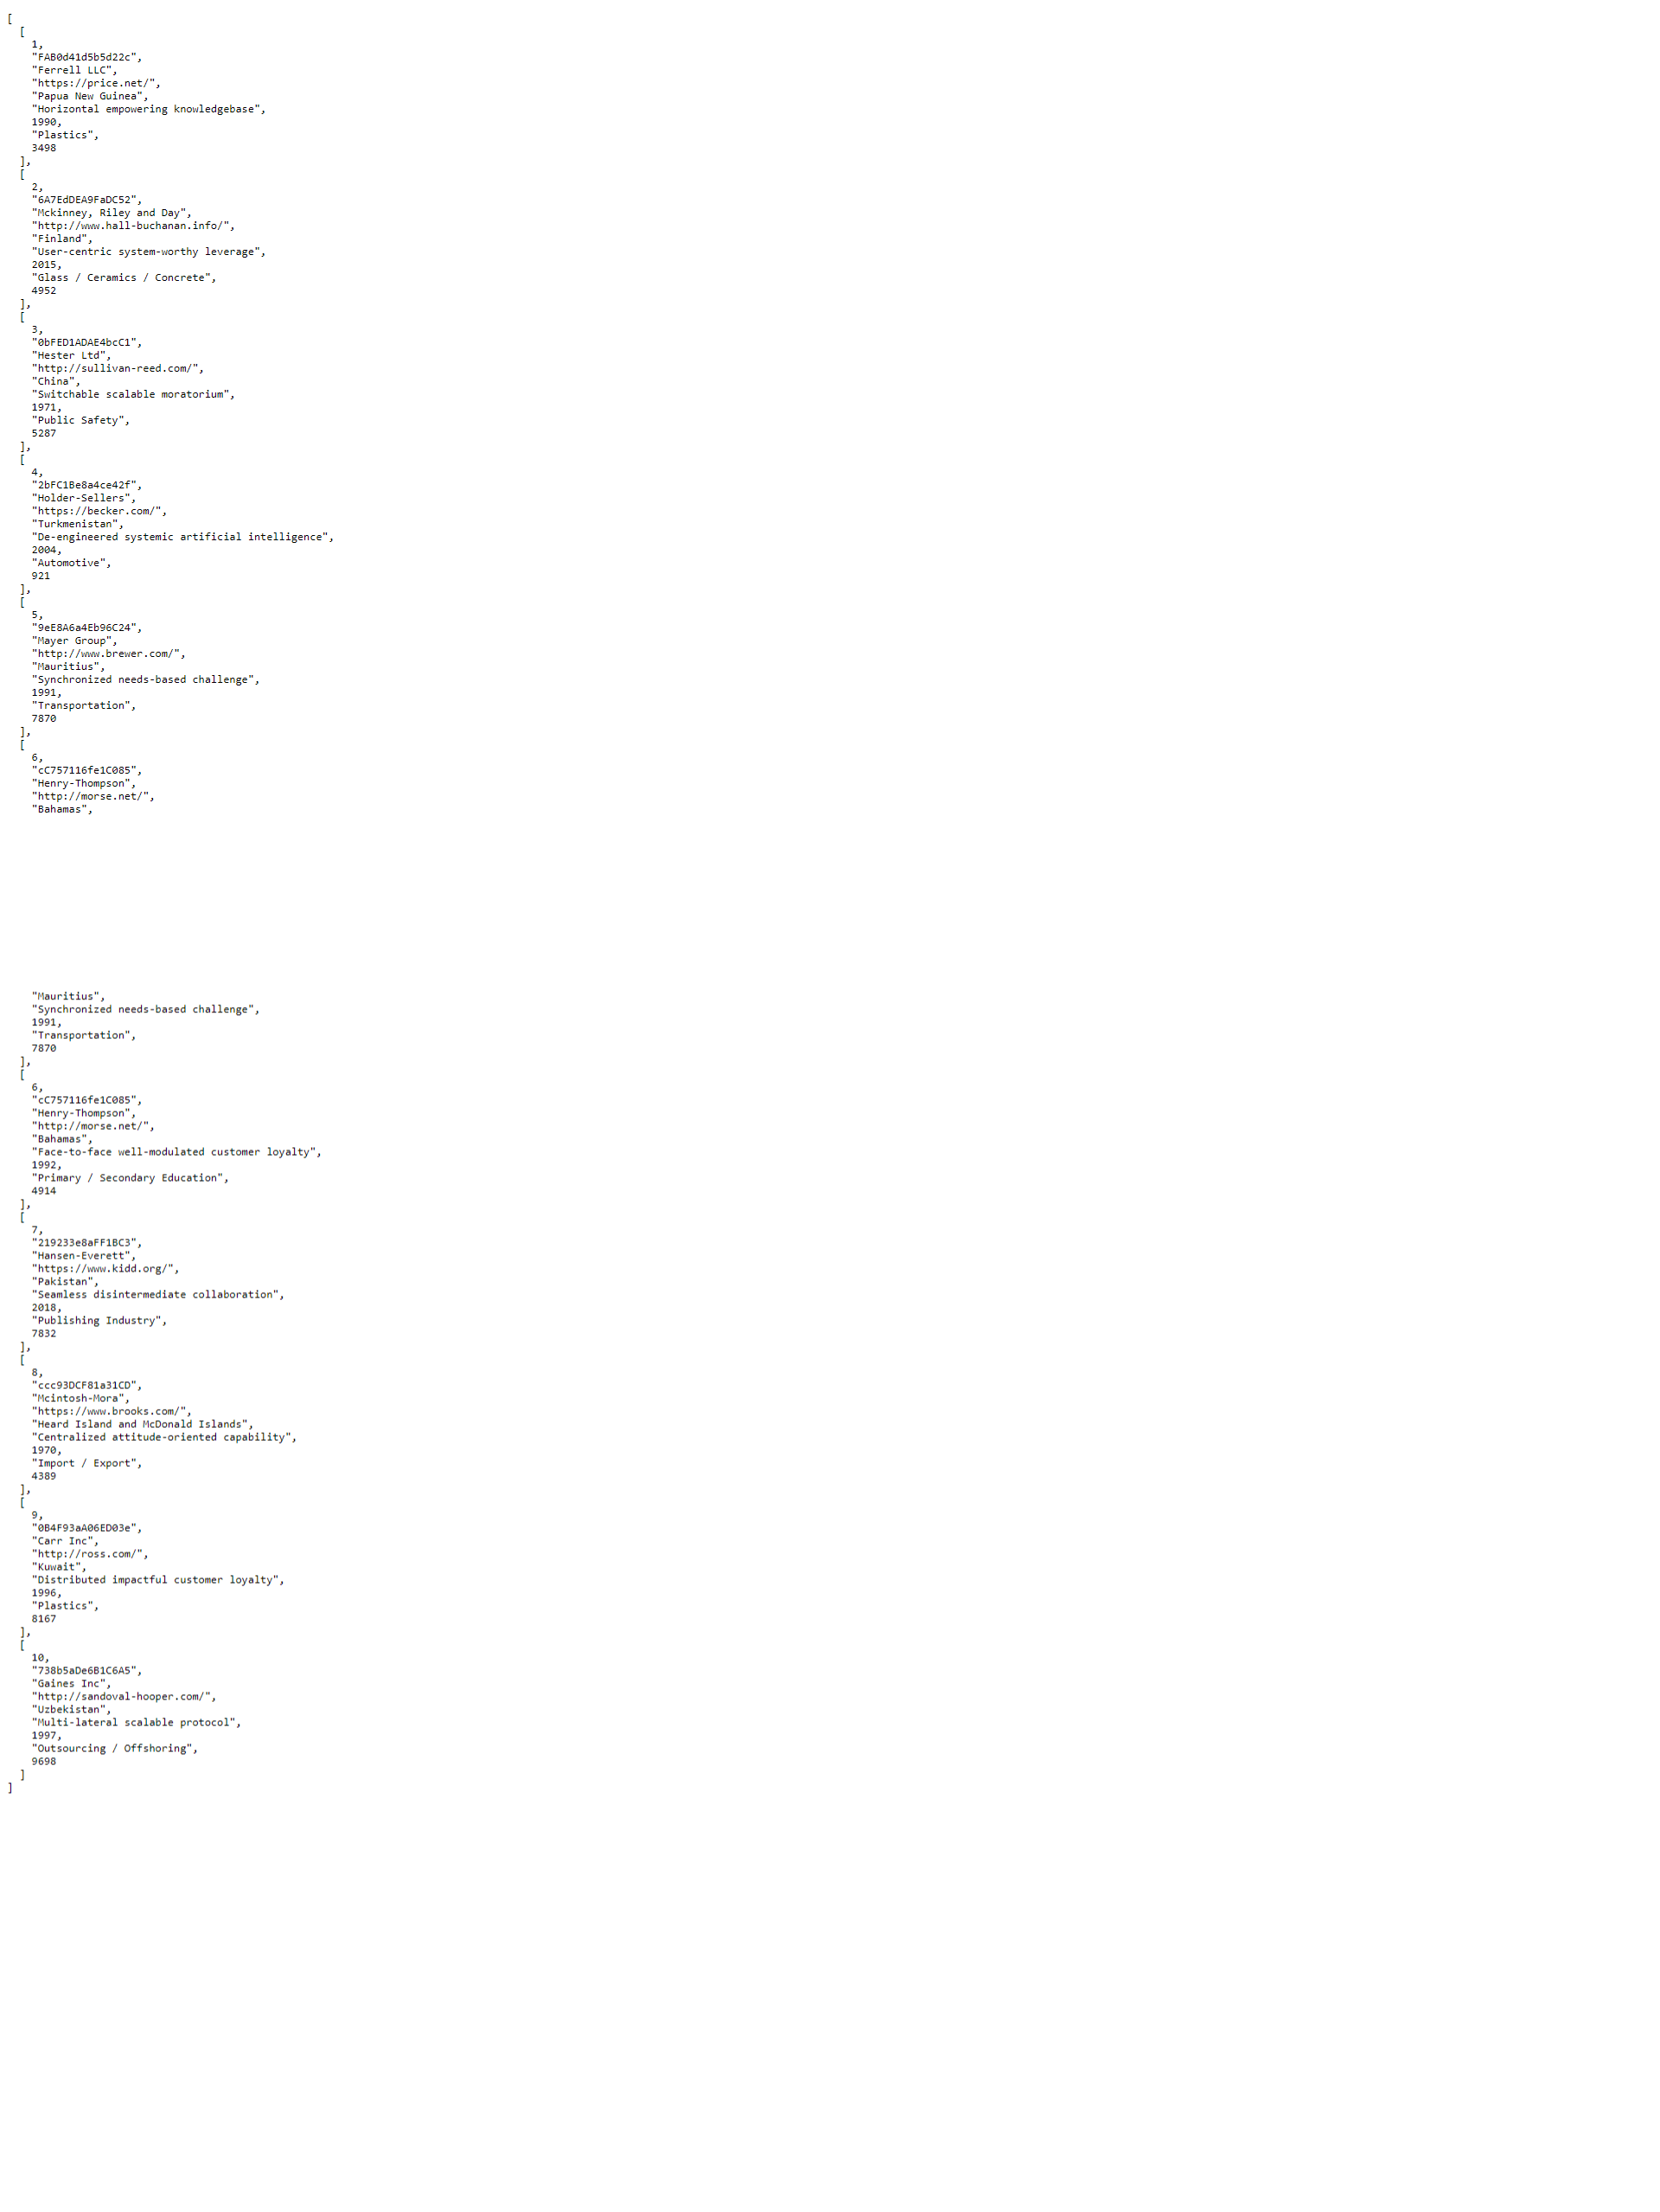 [
  [
    1,
    "FAB0d41d5b5d22c",
    "Ferrell LLC",
    "https://price.net/",
    "Papua New Guinea",
    "Horizontal empowering knowledgebase",
    1990,
    "Plastics",
    3498
  ],
  [
    2,
    "6A7EdDEA9FaDC52",
    "Mckinney, Riley and Day",
    "http://www.hall-buchanan.info/",
    "Finland",
    "User-centric system-worthy leverage",
    2015,
    "Glass / Ceramics / Concrete",
    4952
  ],
  [
    3,
    "0bFED1ADAE4bcC1",
    "Hester Ltd",
    "http://sullivan-reed.com/",
    "China",
    "Switchable scalable moratorium",
    1971,
    "Public Safety",
    5287
  ],
  [
    4,
    "2bFC1Be8a4ce42f",
    "Holder-Sellers",
    "https://becker.com/",
    "Turkmenistan",
    "De-engineered systemic artificial intelligence",
    2004,
    "Automotive",
    921
  ],
  [
    5,
    "9eE8A6a4Eb96C24",
    "Mayer Group",
    "http://www.brewer.com/",
    "Mauritius",
    "Synchronized needs-based challenge",
    1991,
    "Transportation",
    7870
  ],
  [
    6,
    "cC757116fe1C085",
    "Henry-Thompson",
    "http://morse.net/",
    "Bahamas",
    "Mauritius",
    "Synchronized needs-based challenge",
    1991,
    "Transportation",
    7870
  ],
  [
    6,
    "cC757116fe1C085",
    "Henry-Thompson",
    "http://morse.net/",
    "Bahamas",
    "Face-to-face well-modulated customer loyalty",
    1992,
    "Primary / Secondary Education",
    4914
  ],
  [
    7,
    "219233e8aFF1BC3",
    "Hansen-Everett",
    "https://www.kidd.org/",
    "Pakistan",
    "Seamless disintermediate collaboration",
    2018,
    "Publishing Industry",
    7832
  ],
  [
    8,
    "ccc93DCF81a31CD",
    "Mcintosh-Mora",
    "https://www.brooks.com/",
    "Heard Island and McDonald Islands",
    "Centralized attitude-oriented capability",
    1970,
    "Import / Export",
    4389
  ],
  [
    9,
    "0B4F93aA06ED03e",
    "Carr Inc",
    "http://ross.com/",
    "Kuwait",
    "Distributed impactful customer loyalty",
    1996,
    "Plastics",
    8167
  ],
  [
    10,
    "738b5aDe6B1C6A5",
    "Gaines Inc",
    "http://sandoval-hooper.com/",
    "Uzbekistan",
    "Multi-lateral scalable protocol",
    1997,
    "Outsourcing / Offshoring",
    9698
  ]
]